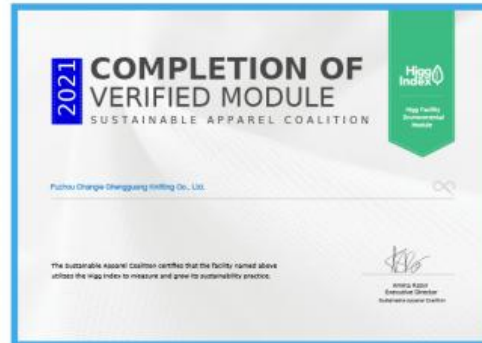 2021
COMPLETION OF
VERIFIED MODULE
SUSTAINABLE APPAREL COALITION
Higg
Index
Higg Facility
Environmental
Module
Fuzhou Changle Shengguang Knitting Co., Ltd.
The Sustainable Apparel Coalition certifies that the facility named above
utilizes the Higg Index to measure and grow its sustainability practice.
Amina Razvi
Executive Director
Sustainable Apparel Coalition